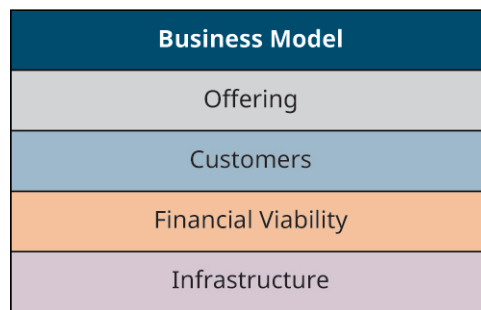 Business Model
Offering
Customers
Financial Viability
Infrastructure